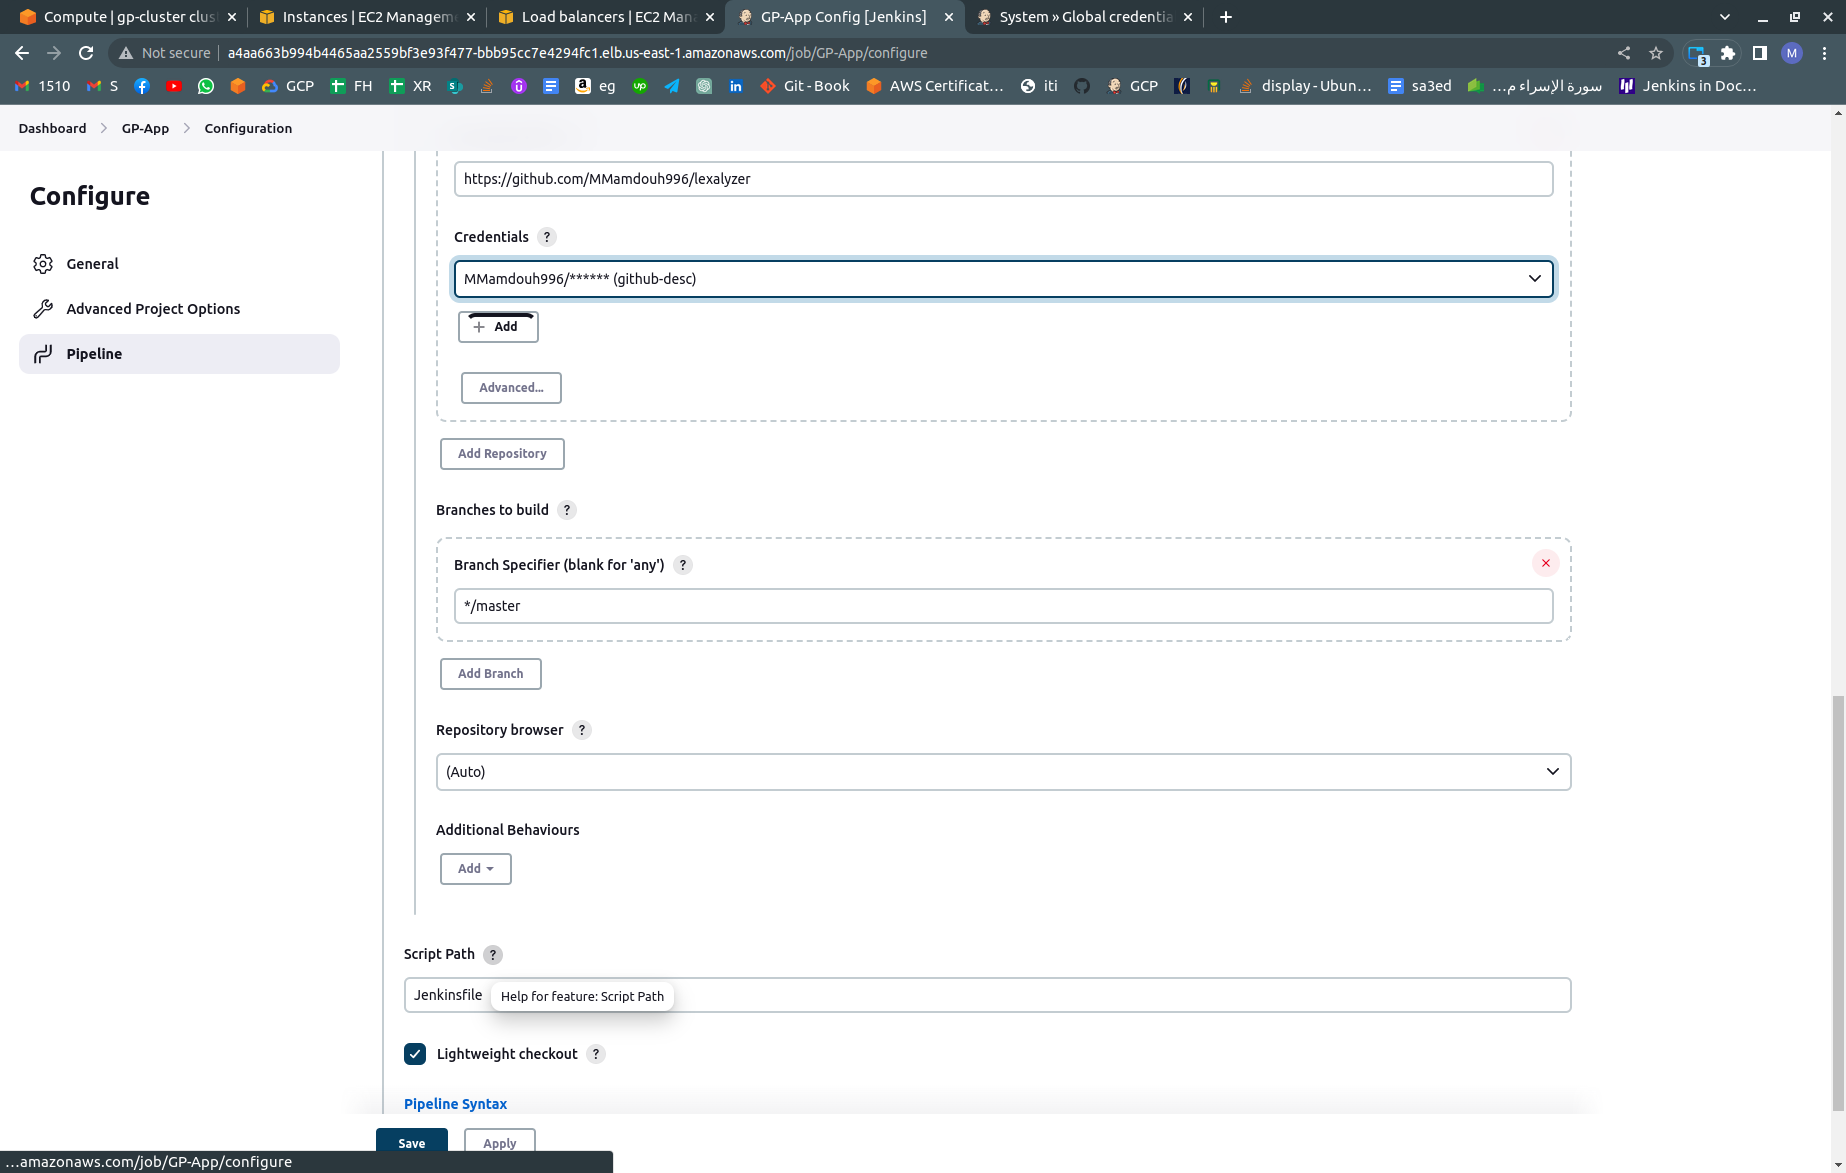 Compute | gp-cluster clus
Instances | EC2 Managem
Load balancers | EC2 Man
GP-App Config [Jenkins]
System » Global credentia
Not secure
a4aa663b994b4465aa2559bf3e93f477-bbb95cc7e4294fc1.elb.us-east-1.amazonaws.com/job/GP-App/configure
3
M
1510
S
GCP
FH
XR
eg
Git - Book
AWS Certificat…
iti
GCP
display - Ubun…
sa3ed
سورة الإسراء م…
Jenkins in Doc…
Dashboard
GP-App
Configuration
Configure
General
Advanced Project Options
Pipeline
https://github.com/MMamdouh996/lexalyzer
Credentials ?
MMamdouh996/****** (github-desc)
+ Add
Advanced...
Add Repository
Branches to build ?
Branch Specifier (blank for 'any') ?
*/master
Add Branch
Repository browser ?
(Auto)
Additional Behaviours
Add
Script Path ?
Jenkinsfile
Help for feature: Script Path
Lightweight checkout ?
Pipeline Syntax
Save
Apply
...amazonaws.com/job/GP-App/configure